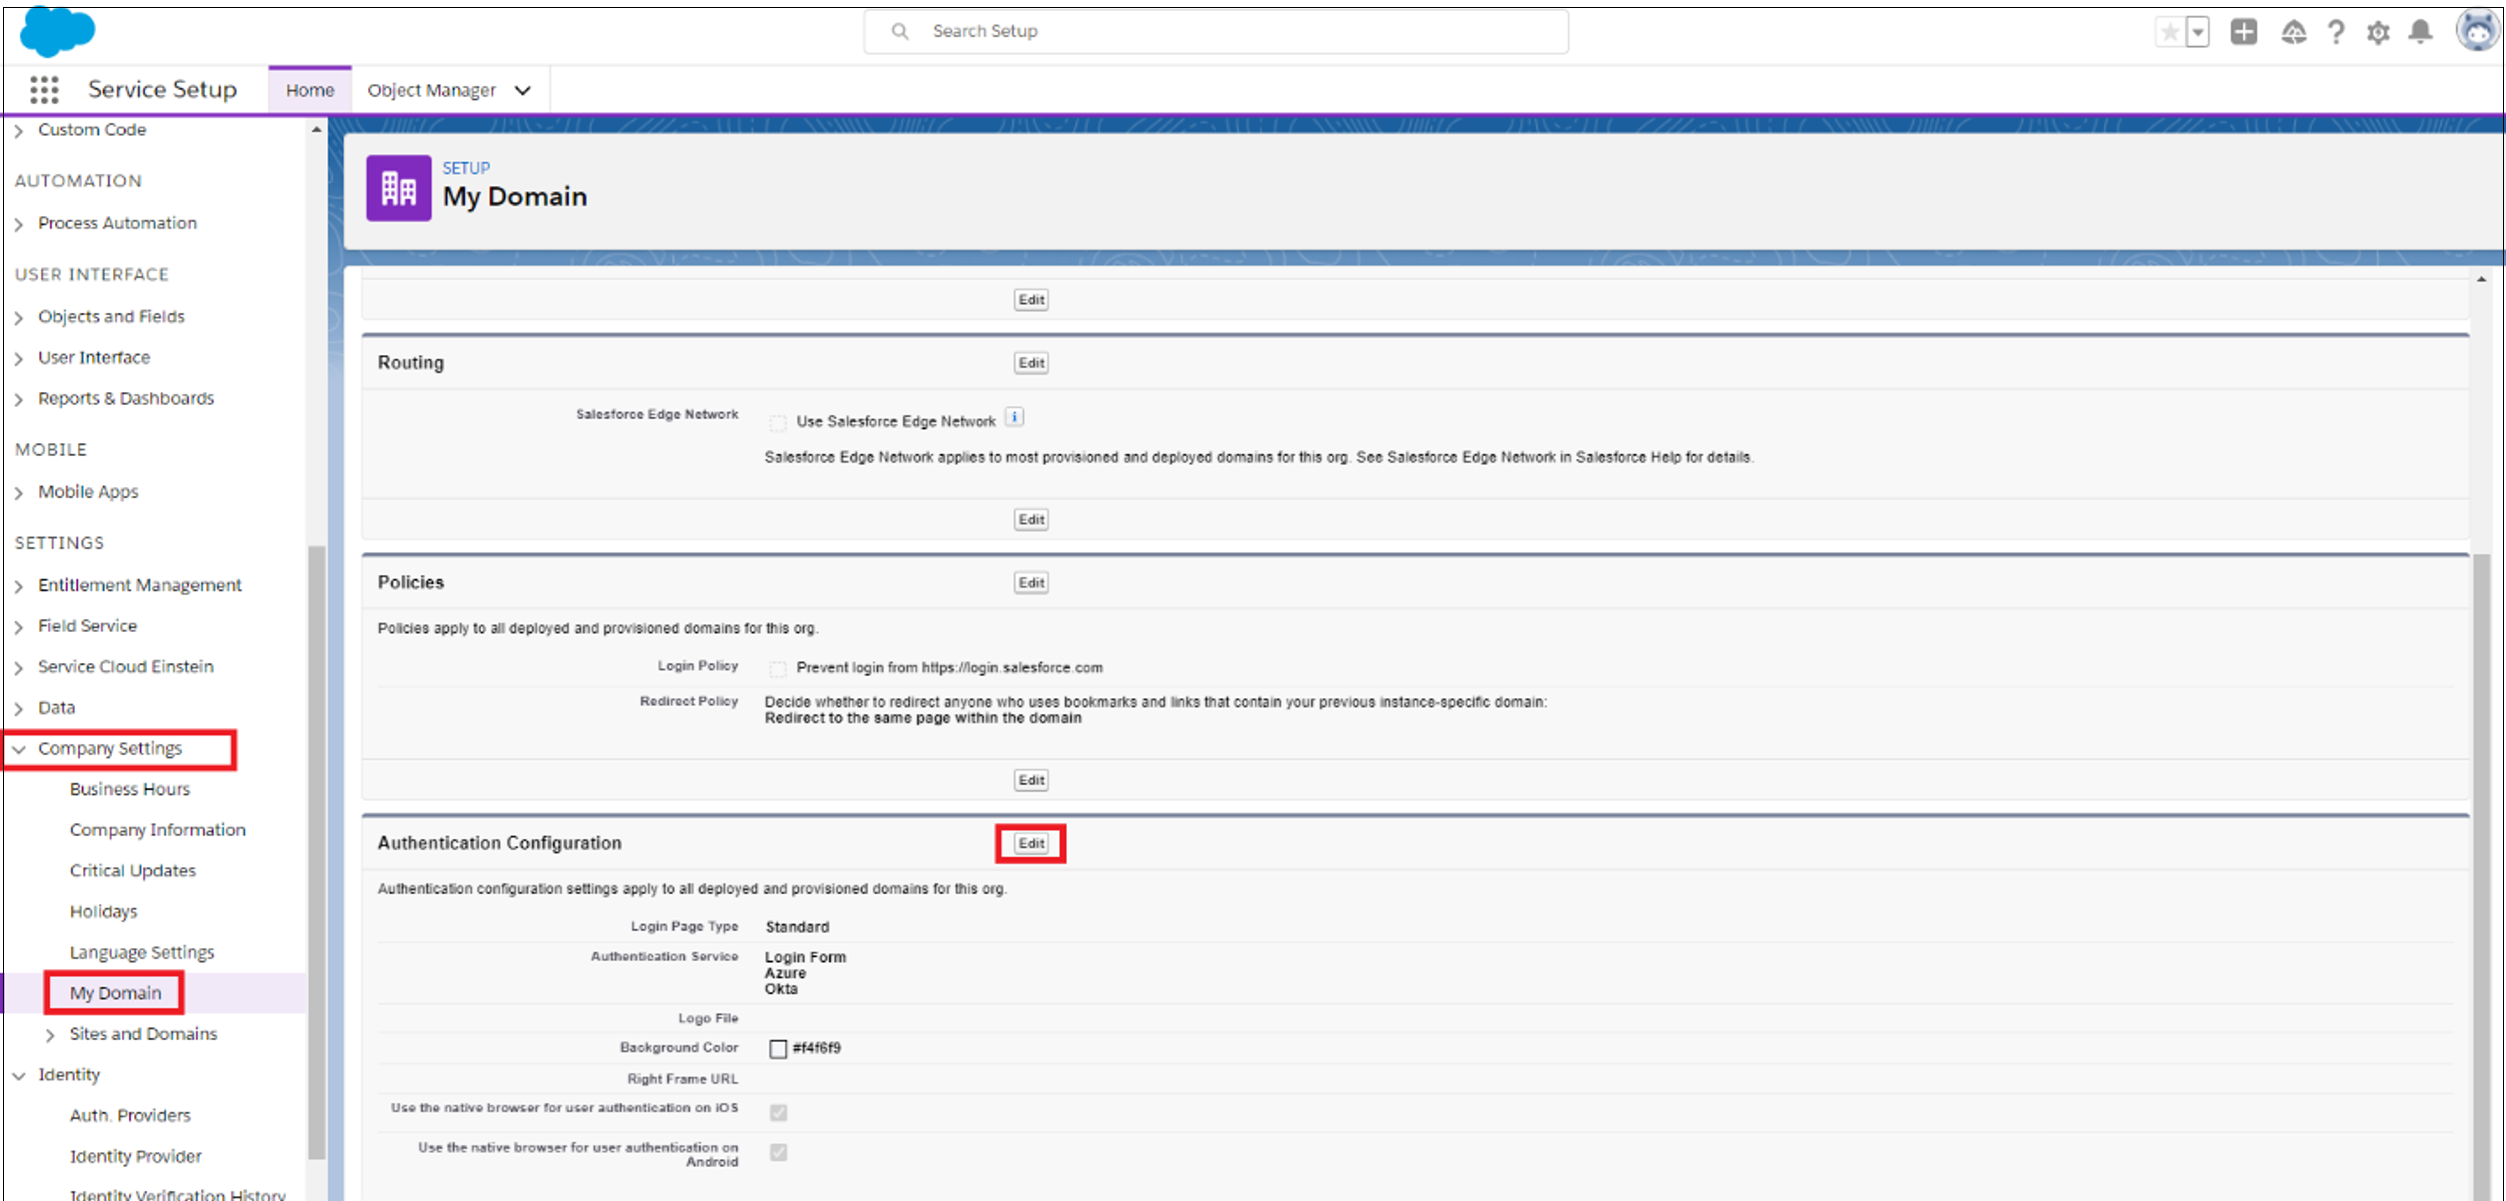 Search Setup
Service Setup
Home
Object Manager
Custom Code
AUTOMATION
Process Automation
USER INTERFACE
Objects and Fields
User Interface
Reports & Dashboards
MOBILE
Mobile Apps
SETTINGS
Entitlement Management
Field Service
Service Cloud Einstein
Data
Company Settings
Business Hours
Company Information
Critical Updates
Holidays
Language Settings
My Domain
Sites and Domains
Identity
Auth. Providers
Identity Provider
Identity Verification History
SETUP
My Domain
Edit
Routing
Edit
Salesforce Edge Network
Use Salesforce Edge Network
i
Salesforce Edge Network applies to most provisioned and deployed domains for this org. See Salesforce Edge Network in Salesforce Help for details.
Edit
Policies
Edit
Policies apply to all deployed and provisioned domains for this org.
Login Policy
Prevent login from https://login.salesforce.com
Redirect Policy
Decide whether to redirect anyone who uses bookmarks and links that contain your previous instance-specific domain:
Redirect to the same page within the domain
Edit
Authentication Configuration
Edit
Authentication configuration settings apply to all deployed and provisioned domains for this org.
Login Page Type
Standard
Authentication Service
Login Form
Azure
Okta
Logo File
Background Color
#f4f6f9
Right Frame URL
Use the native browser for user authentication on iOS
Use the native browser for user authentication on
Android